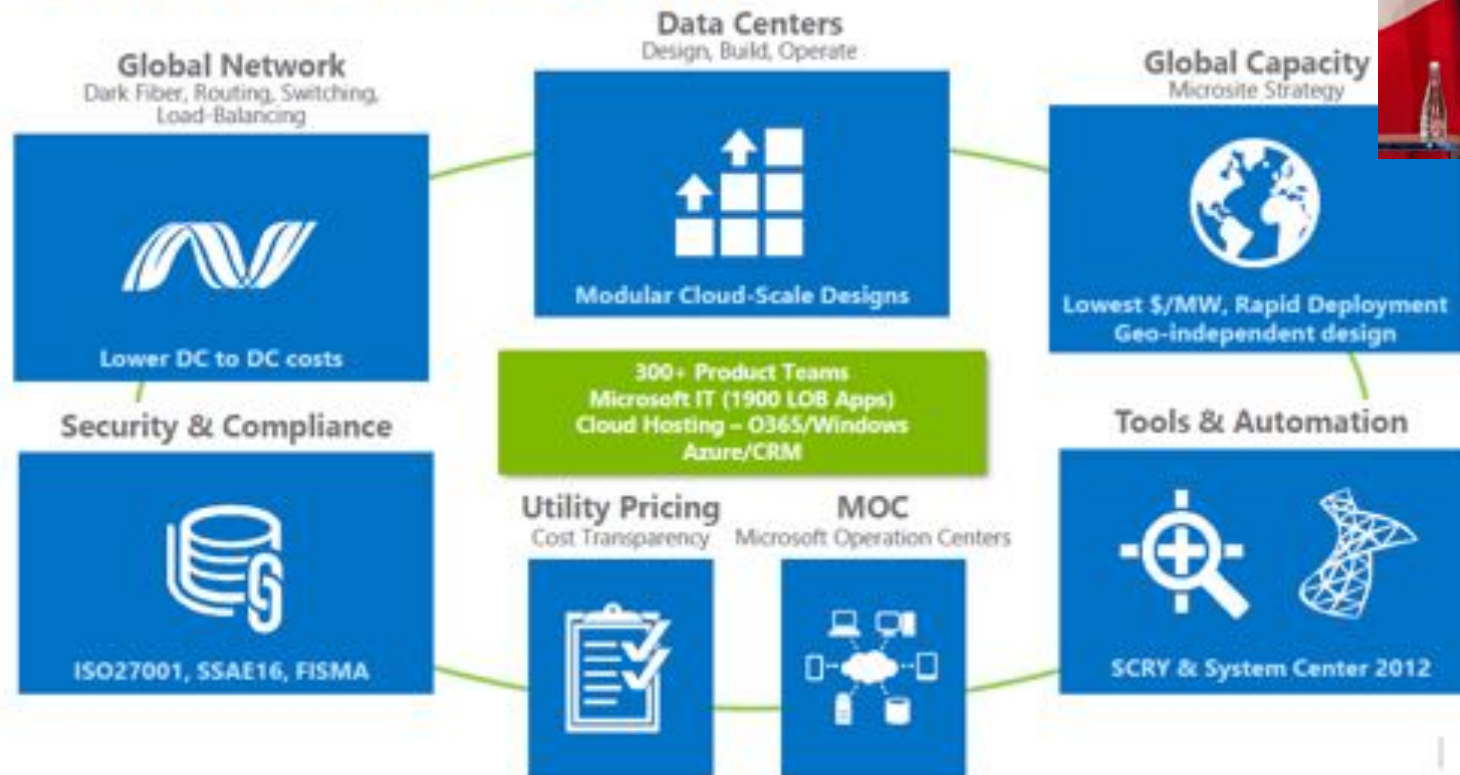 Data Centers
Design, Build, Operate
Global Network
Dark Fiber, Routing, Switching,
Load-Balancing
Global Capacity
Microsite Strategy
Modular Cloud-Scale Designs
Lower DC to DC costs
Lowest $/MW, Rapid Deployment
Geo-independent design
300+ Product Teams
Microsoft IT (1900 LOB Apps)
Cloud Hosting – O365/Windows
Azure/CRM
Security & Compliance
ISO27001, SSAE16, FISMA
Utility Pricing
Cost Transparency
MOC
Microsoft Operation Centers
Tools & Automation
SCRY & System Center 2012